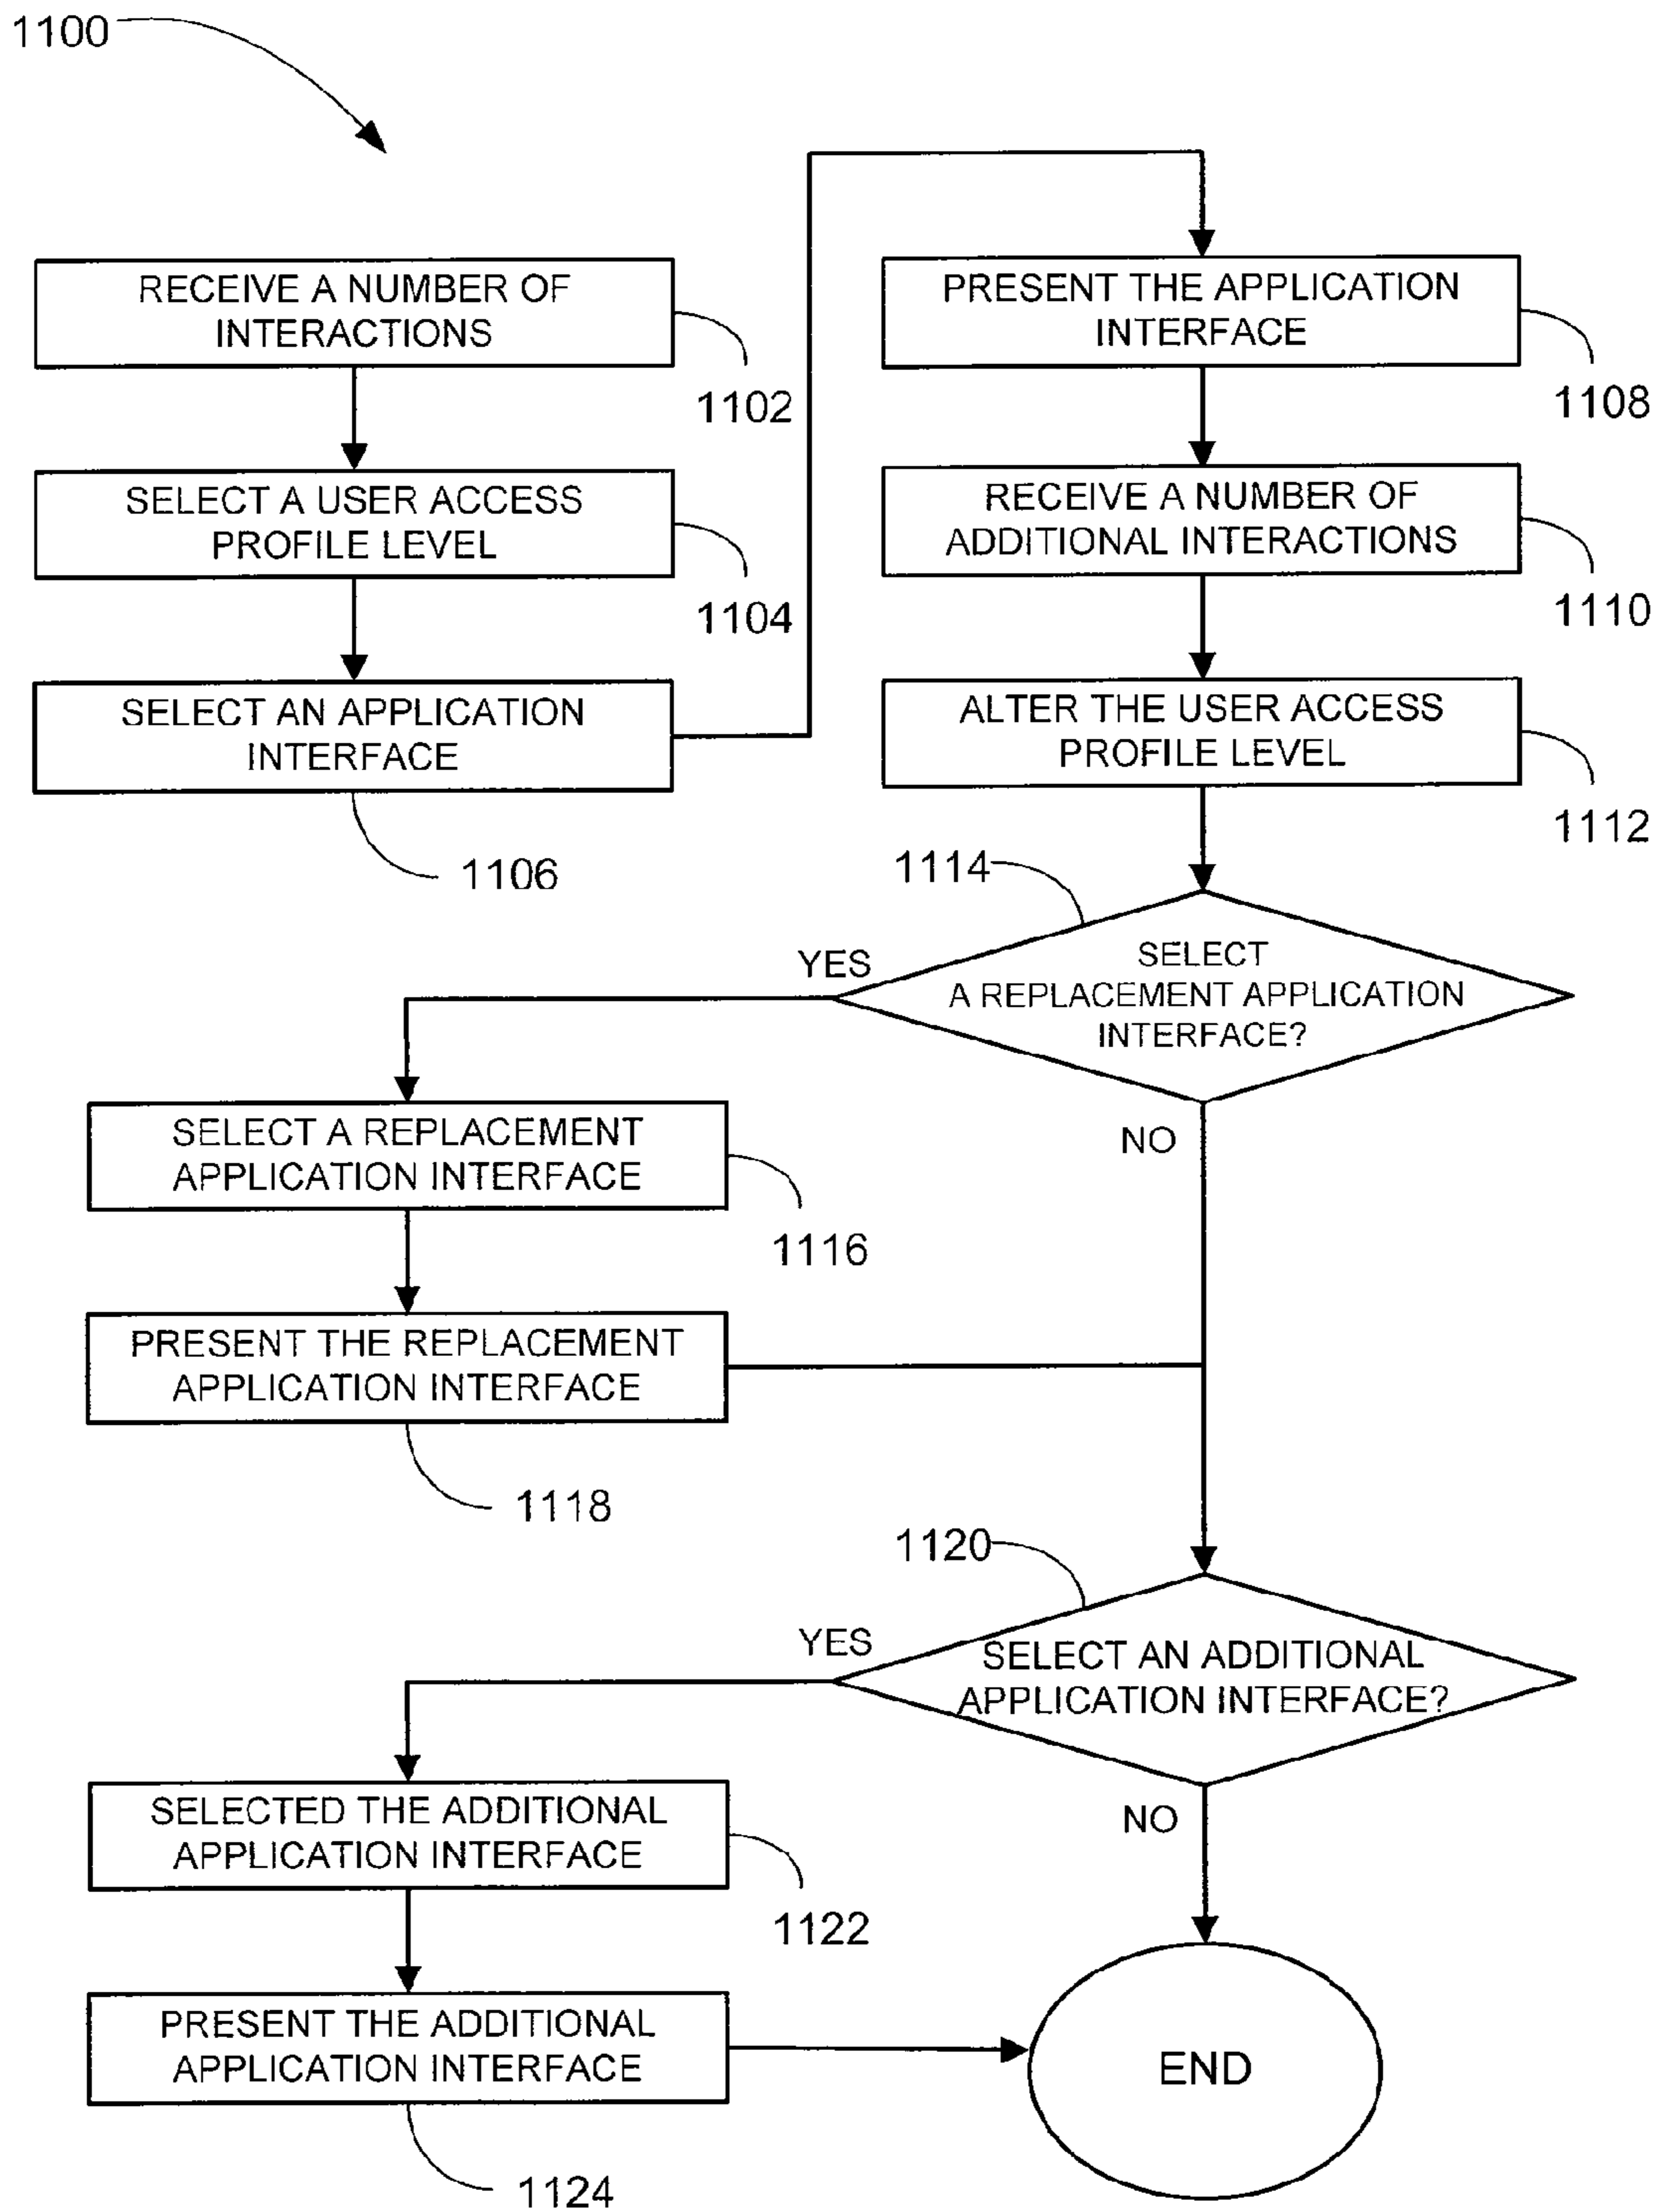 1100
RECEIVE A NUMBER OF
INTERACTIONS
1102
SELECT A USER ACCESS
PROFILE LEVEL
1104
SELECT AN APPLICATION
INTERFACE
1106
PRESENT THE APPLICATION
INTERFACE
1108
RECEIVE A NUMBER OF
ADDITIONAL INTERACTIONS
1110
ALTER THE USER ACCESS
PROFILE LEVEL
1112
1114
SELECT
A REPLACEMENT APPLICATION
INTERFACE?
YES
NO
SELECT A REPLACEMENT
APPLICATION INTERFACE
1116
PRESENT THE REPLACEMENT
APPLICATION INTERFACE
1118
1120
SELECT AN ADDITIONAL
APPLICATION INTERFACE?
YES
NO
SELECTED THE ADDITIONAL
APPLICATION INTERFACE
1122
PRESENT THE ADDITIONAL
APPLICATION INTERFACE
1124
END